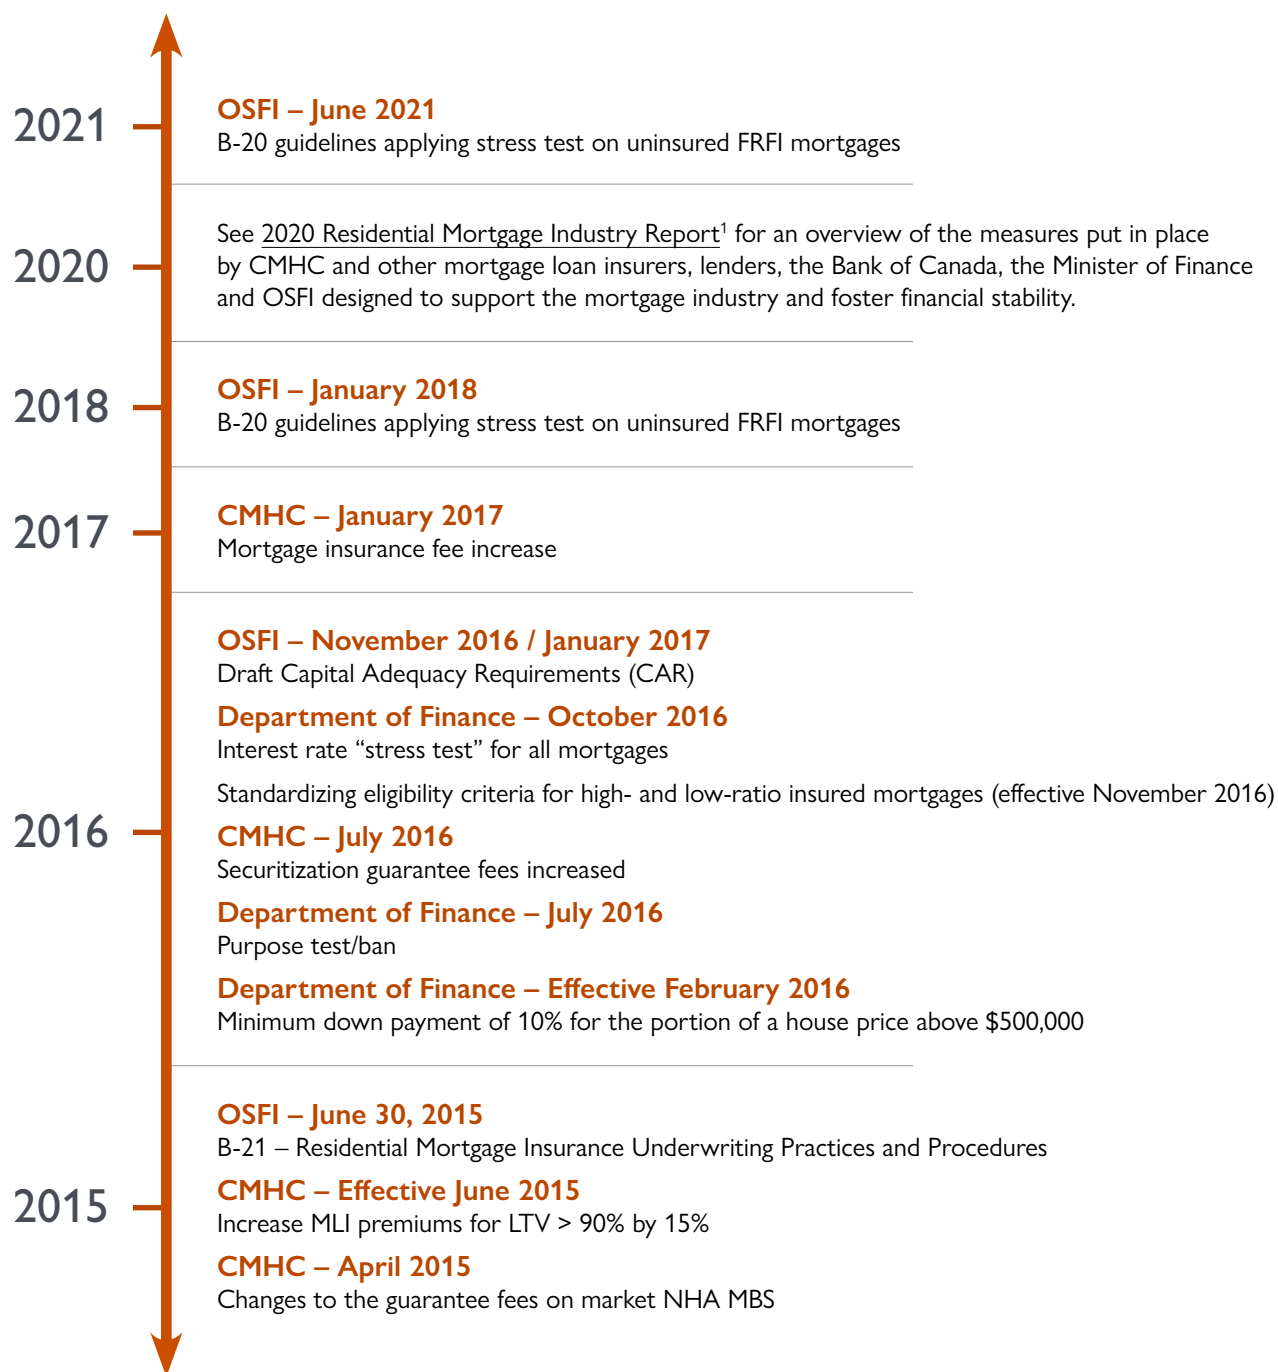 2021
OSFI – June 2021
B-20 guidelines applying stress test on uninsured FRFI mortgages
2020
See 2020 Residential Mortgage Industry Report¹ for an overview of the measures put in place
by CMHC and other mortgage loan insurers, lenders, the Bank of Canada, the Minister of Finance
and OSFI designed to support the mortgage industry and foster financial stability.
2018
OSFI – January 2018
B-20 guidelines applying stress test on uninsured FRFI mortgages
2017
CMHC – January 2017
Mortgage insurance fee increase
2016
OSFI – November 2016 / January 2017
Draft Capital Adequacy Requirements (CAR)
Department of Finance – October 2016
Interest rate “stress test” for all mortgages
Standardizing eligibility criteria for high- and low-ratio insured mortgages (effective November 2016)
CMHC – July 2016
Securitization guarantee fees increased
Department of Finance – July 2016
Purpose test/ban
Department of Finance – Effective February 2016
Minimum down payment of 10% for the portion of a house price above $500,000
2015
OSFI – June 30, 2015
B-21 – Residential Mortgage Insurance Underwriting Practices and Procedures
CMHC – Effective June 2015
Increase MLI premiums for LTV > 90% by 15%
CMHC – April 2015
Changes to the guarantee fees on market NHA MBS